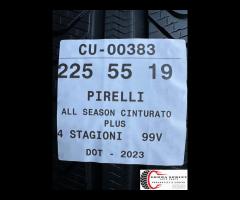 CU-00383
225 55 19
PIRELLI
ALL SEASON CINTURATO
PLUS
4 STAGIONI 99V
DOT - 2023